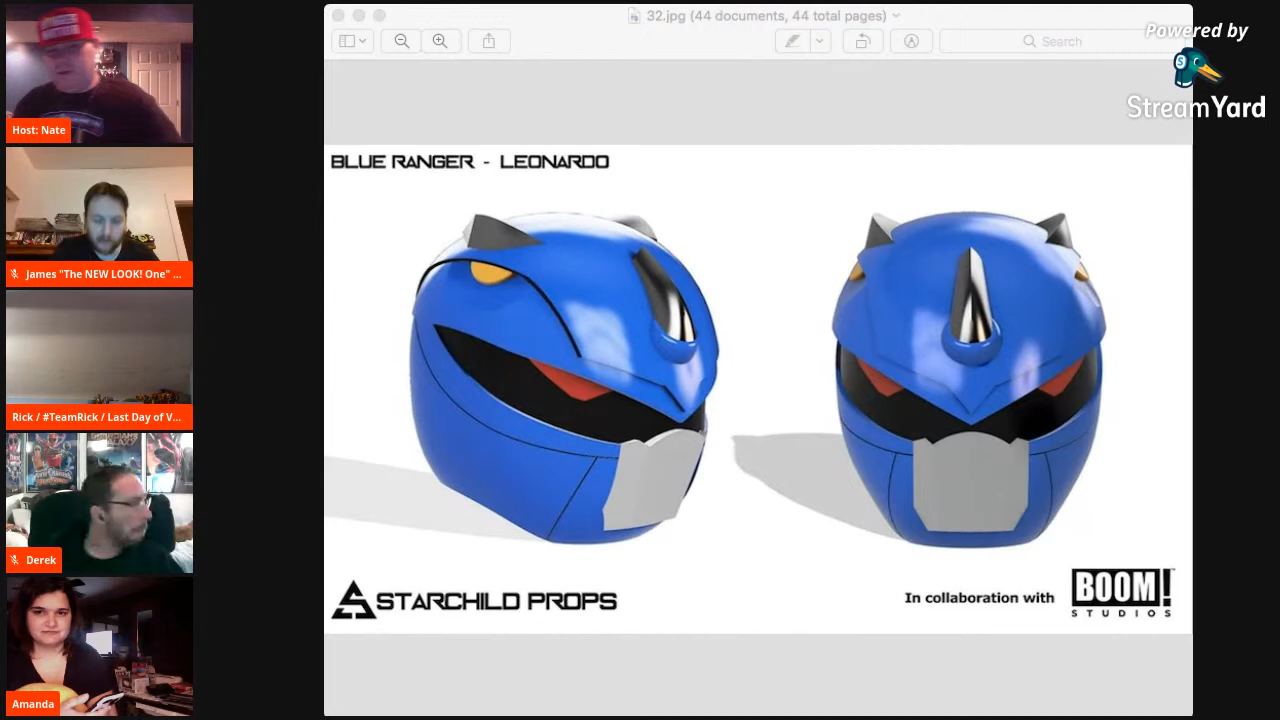 32.jpg (44 documents, 44 total pages)
Search
Powered by
StreamYard
Host: Nate
James "The NEW LOOK! One" ...
Rick / #TeamRick / Last Day of V...
Derek
Amanda
BLUE RANGER - LEONARDO
STARCHILD PROPS
In collaboration with
BOOM!
STUDIOS